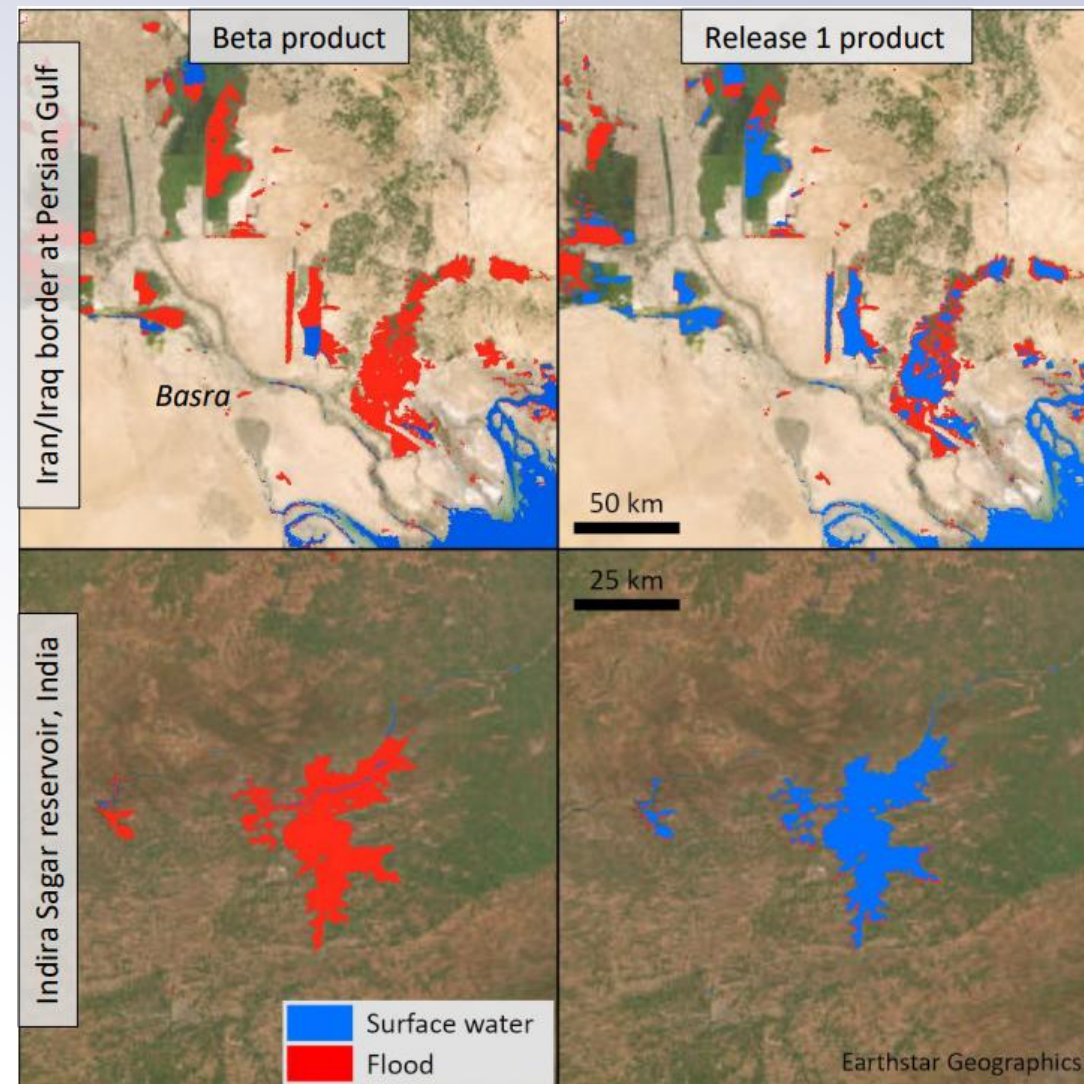 Beta product
Release 1 product
Iran/Iraq border at Persian Gulf
Basra
50 km
25 km
Indira Sagar reservoir, India
Surface water
Flood
Earthstar Geographics